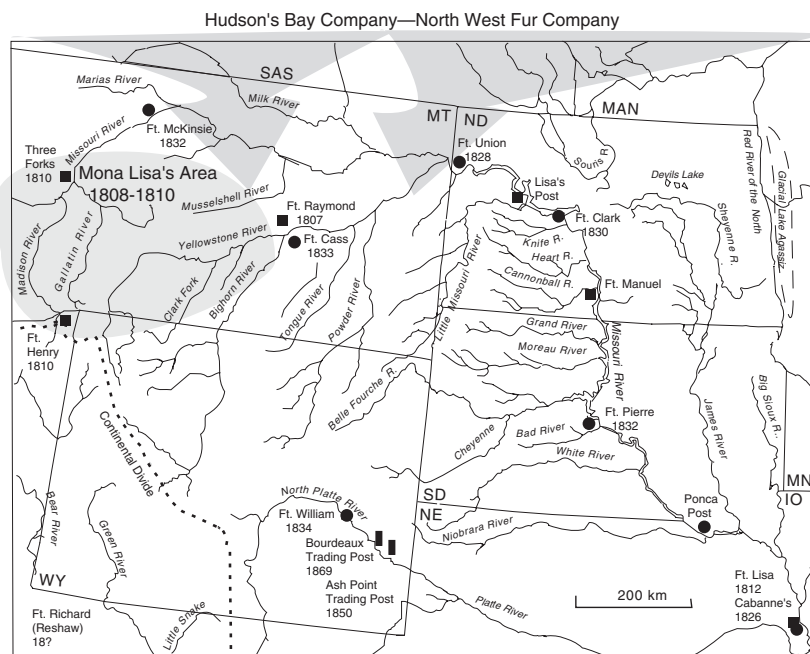 Hudson's Bay Company—North West Fur Company
SAS
MAN
MT
ND
Marias River
Milk River
Missouri River
Ft. McKinsie
1832
Three
Forks
1810
Mona Lisa's Area
1808-1810
Musselshell River
Ft. Raymond
1807
Yellowstone River
Ft. Cass
1833
Madison River
Gallatin River
Clark Fork
Bighorn River
Tongue River
Powder River
Ft.
Henry
1810
Ft. Union
1828
Souris R.
Lisa's
Post
Devils Lake
Red River of the North
Glacial Lake Agassiz
Sheyenne R.
Ft. Clark
1830
Knife R.
Heart R.
Cannonball R.
Ft. Manuel
Little Missouri River
Grand River
Moreau River
Missouri River
Belle Fourche R.
Cheyenne
Bad River
White River
Ft. Pierre
1832
James River
Big Sioux R..
MN
IO
Continental Divide
Bear River
Green River
North Platte River
Ft. William
1834
Bourdeaux
Trading Post
1869
Ash Point
Trading Post
1850
SD
NE
Niobrara River
Ponca
Post
WY
Ft. Richard
(Reshaw)
18?
Little Snake
Platte River
200 km
Ft. Lisa
1812
Cabanne's
1826